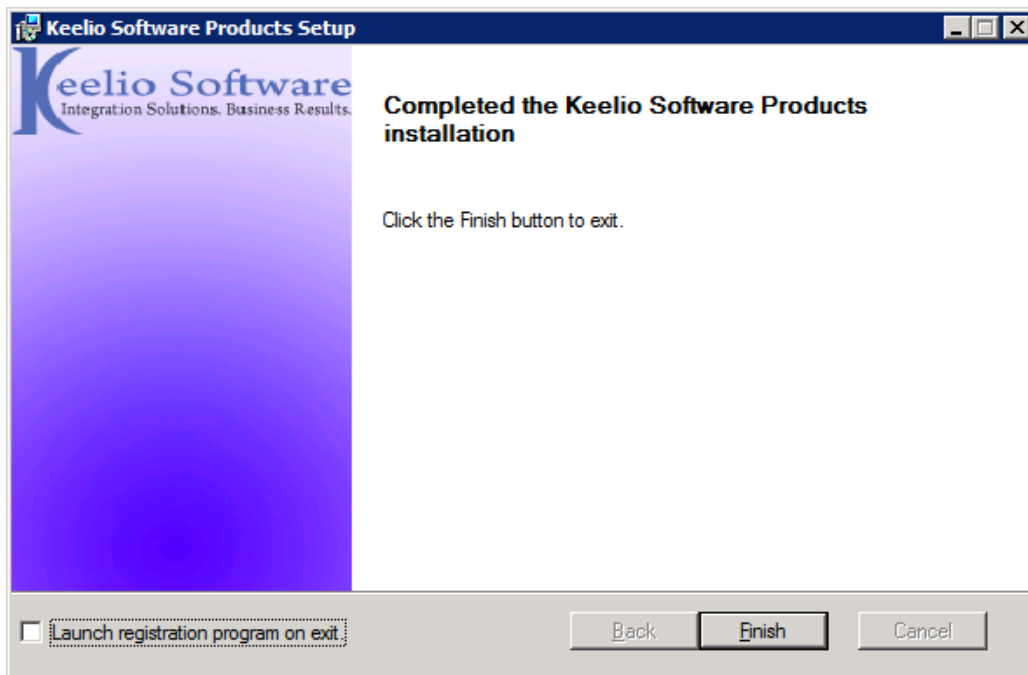 Keelio Software Products Setup
Keelio Software
Integration Solutions. Business Results.
Completed the Keelio Software Products
installation
Click the Finish button to exit.
Launch registration program on exit.
Back
Finish
Cancel